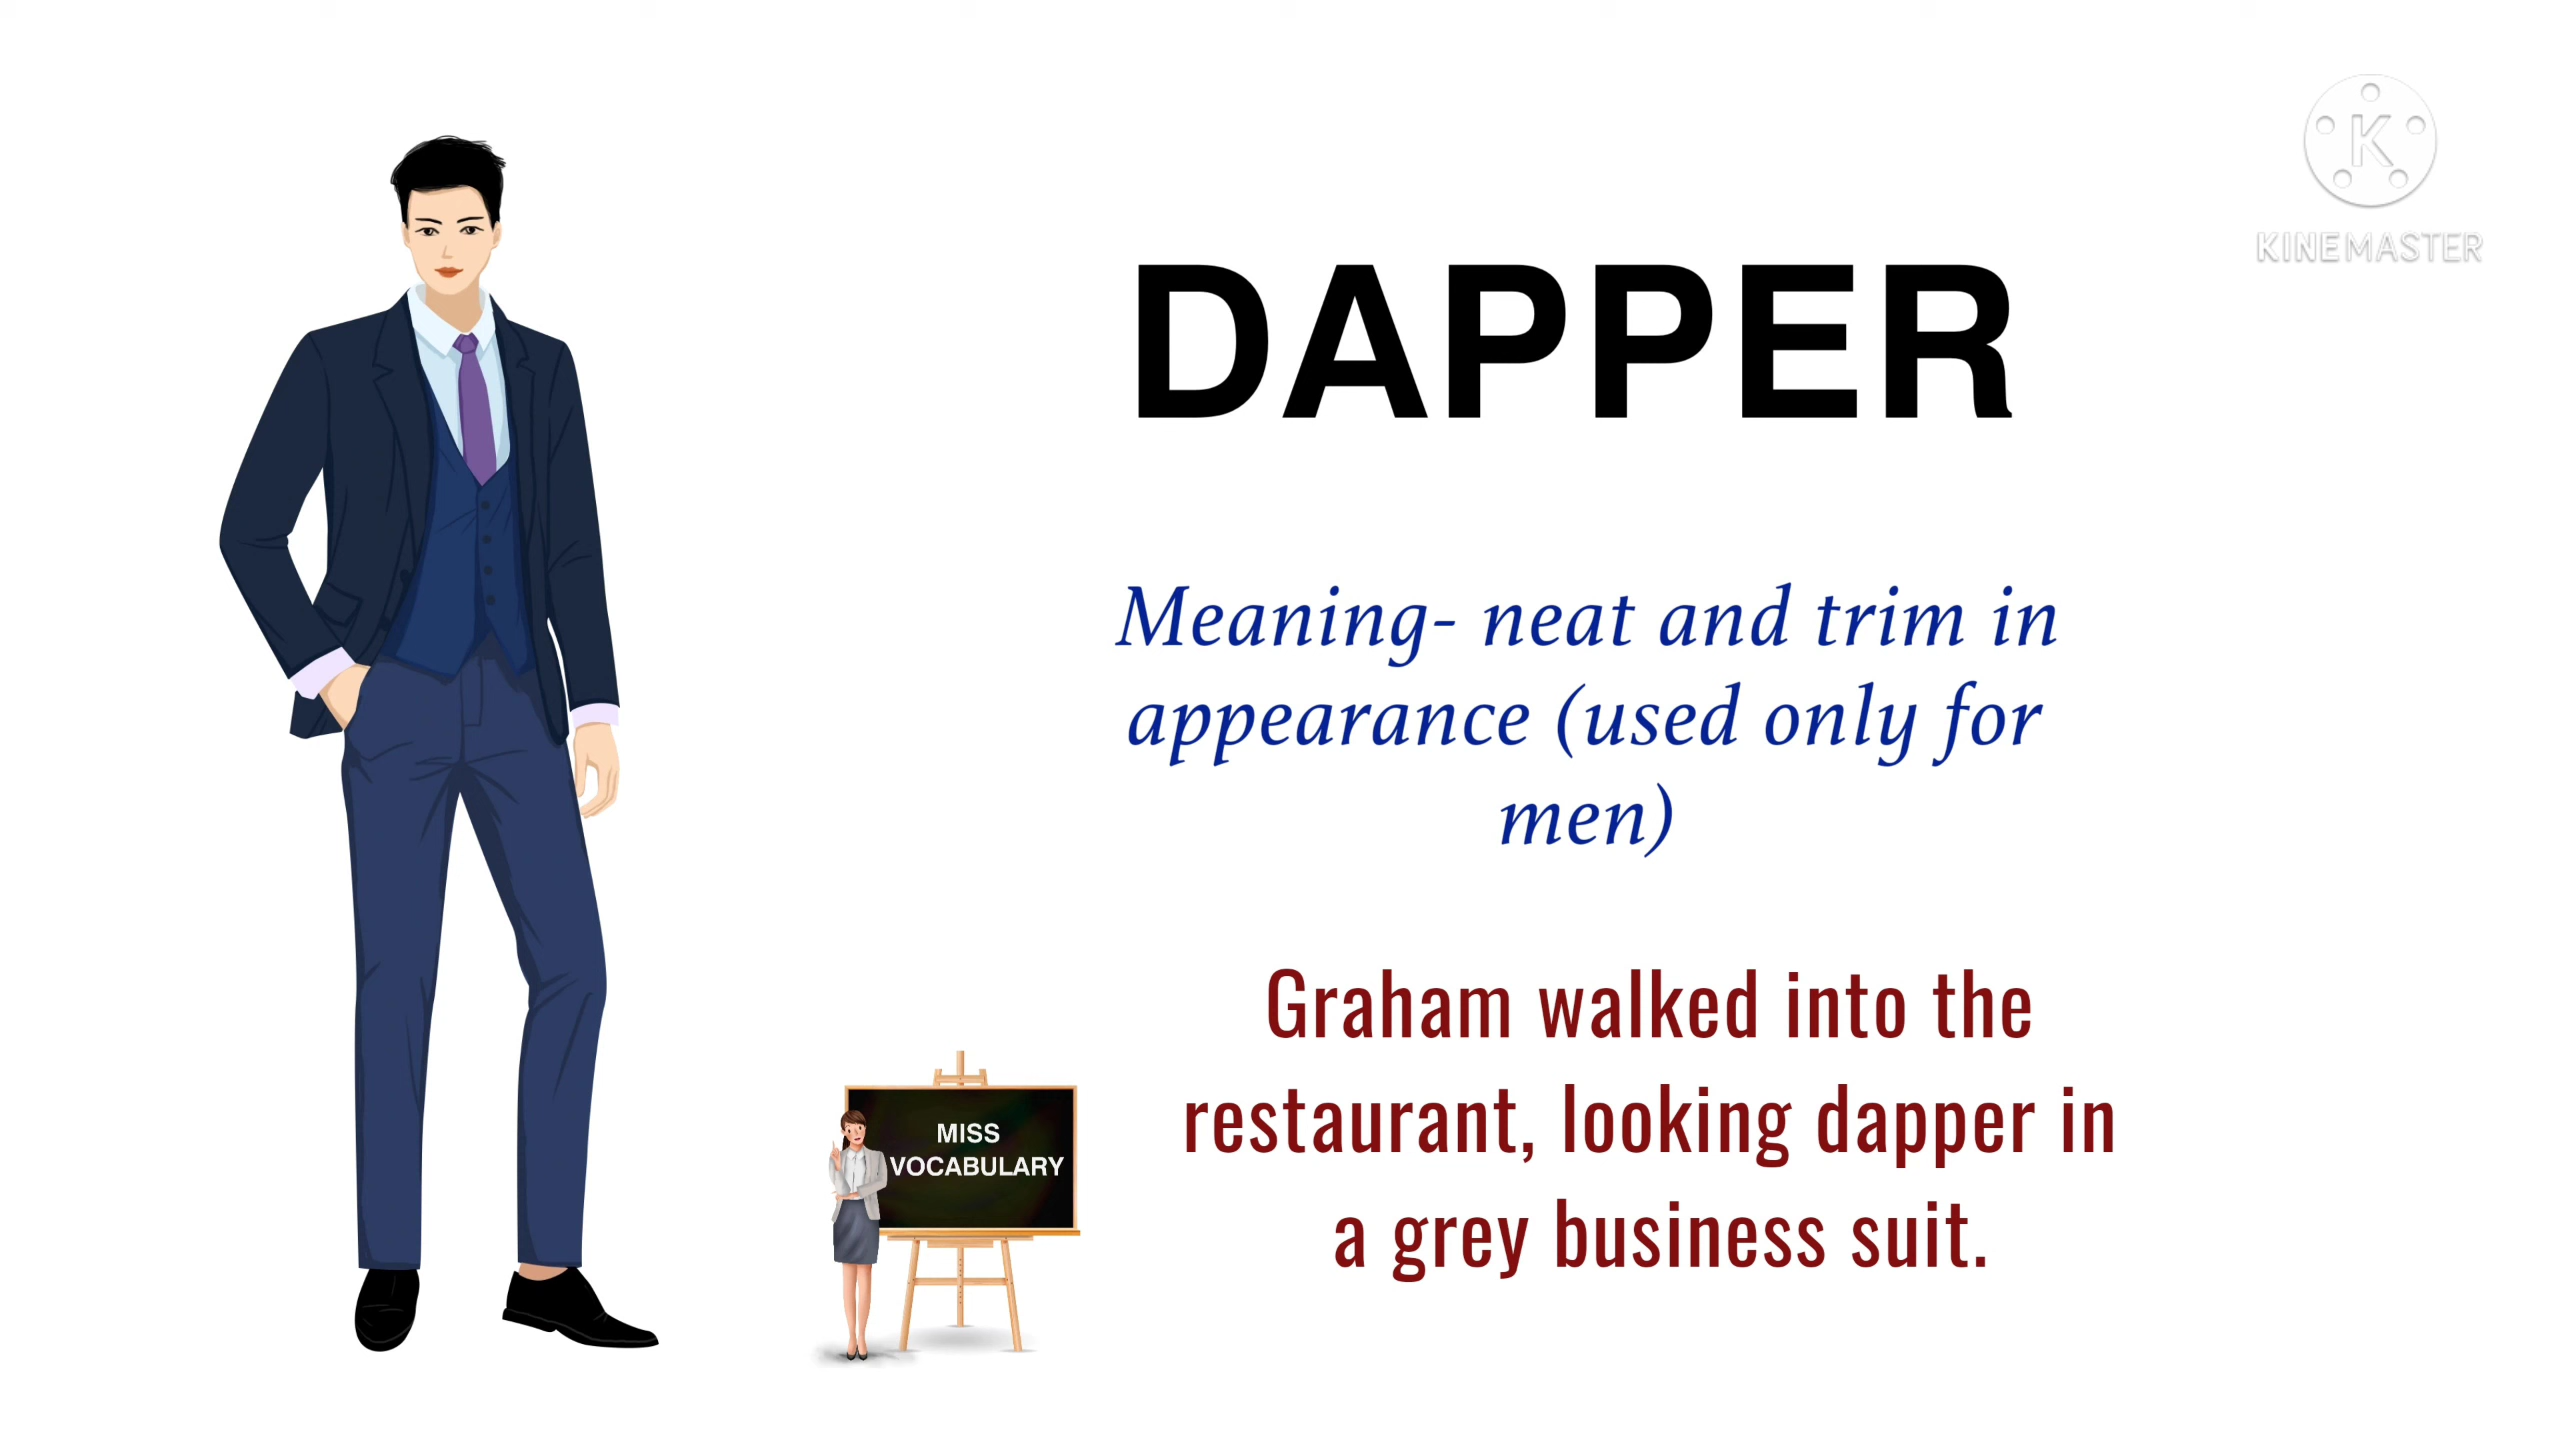 K
KINEMASTER
DAPPER
Meaning- neat and trim in
appearance (used only for
men)
Graham walked into the
restaurant, looking dapper in
a grey business suit.
MISS
VOCABULARY